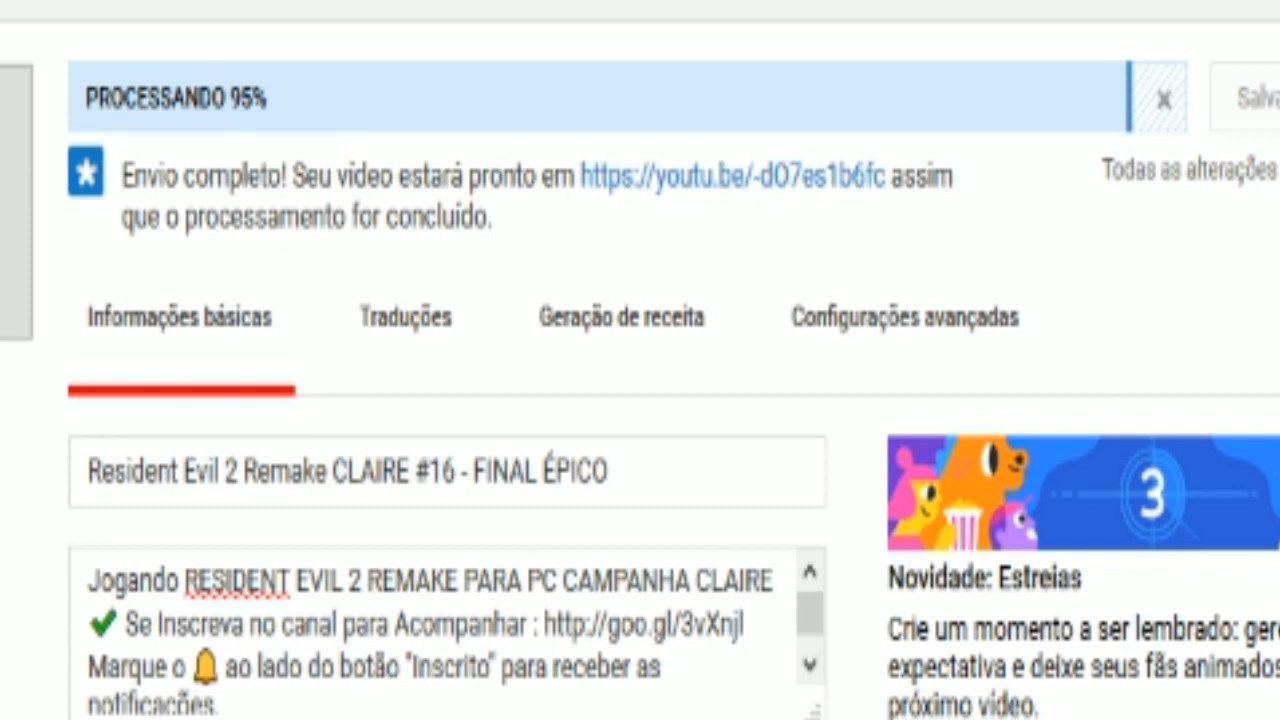 PROCESSANDO 95%
x
Salva
Envio completo! Seu vídeo estará pronto em https://youtu.be/-dO7es1b6fc assim
que o processamento for concluído.
Todas as alterações
Informações básicas
Traduções
Geração de receita
Configurações avançadas
Resident Evil 2 Remake CLAIRE #16 - FINAL ÉPICO
Jogando RESIDENT EVIL 2 REMAKE PARA PC CAMPANHA CLAIRE
✔ Se Inscreva no canal para Acompanhar : http://goo.gl/3vXnjl
Marque o 🔔 ao lado do botão "Inscrito" para receber as
notificações.
3
Novidade: Estreias
Crie um momento a ser lembrado: gere
expectativa e deixe seus fãs animados
próximo vídeo.